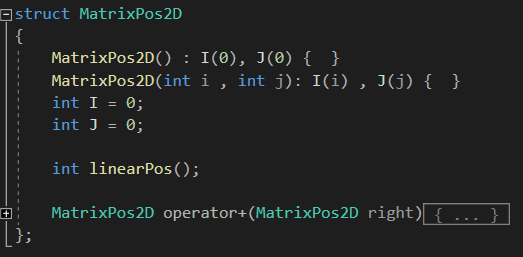 struct MatrixPos2D
{
MatrixPos2D() : I(0), J(0) {  }
MatrixPos2D(int i , int j): I(i) , J(j) {  }
int I = 0;
int J = 0;
int linearPos();
MatrixPos2D operator+(MatrixPos2D right){ ... }
};